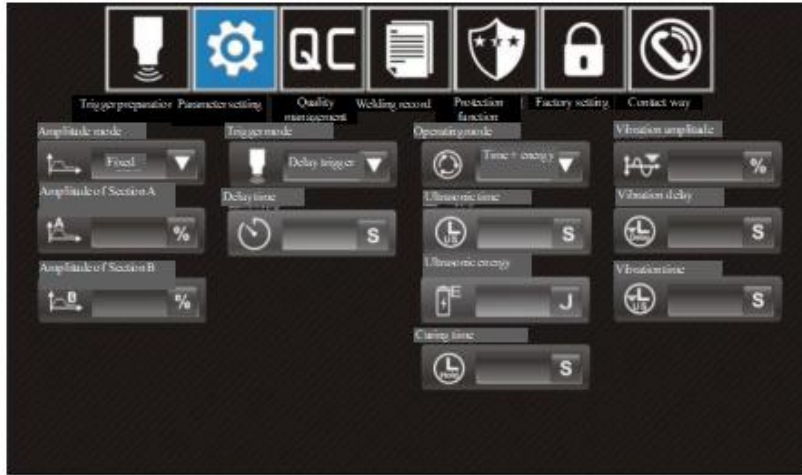 QC
Trigger preparation Parameter setting Quality management Welding record Protection function Factory setting Contact way
Amplitude mode
Fixed
Amplitude of Section A
A
%
Amplitude of Section B
B
%
Trigger mode
Delay trigger
Delay time
S
Operating mode
Time + energy
Ultrasonic time
U.S
S
Ultrasonic energy
E
J
Curing time
Hold
S
Vibration amplitude
%
Vibration delay
Delay
S
Vibration time
U.S
S